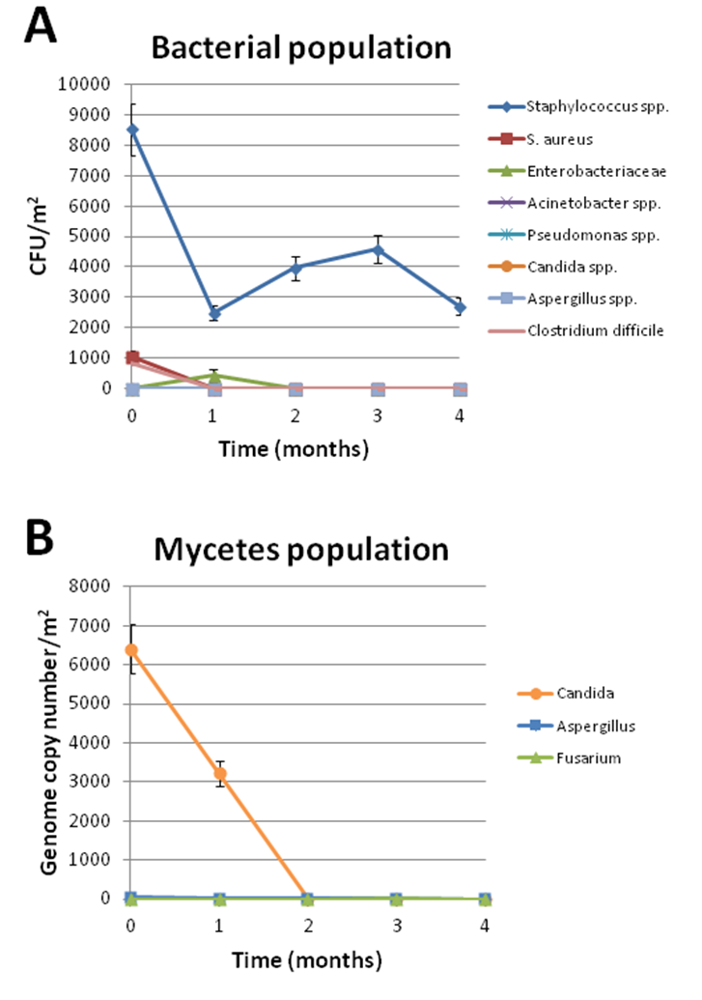 A
Bacterial population
10000
9000
8000
7000
6000
5000
4000
3000
2000
1000
0
CFU/m²
0 1 2 3 4
Time (months)
Staphylococcus spp.
S. aureus
Enterobacteriaceae
Acinetobacter spp.
Pseudomonas spp.
Candida spp.
Aspergillus spp.
Clostridium difficile
B
Mycetes population
8000
7000
6000
5000
4000
3000
2000
1000
0
Genome copy number/m²
0 1 2 3 4
Time (months)
Candida
Aspergillus
Fusarium